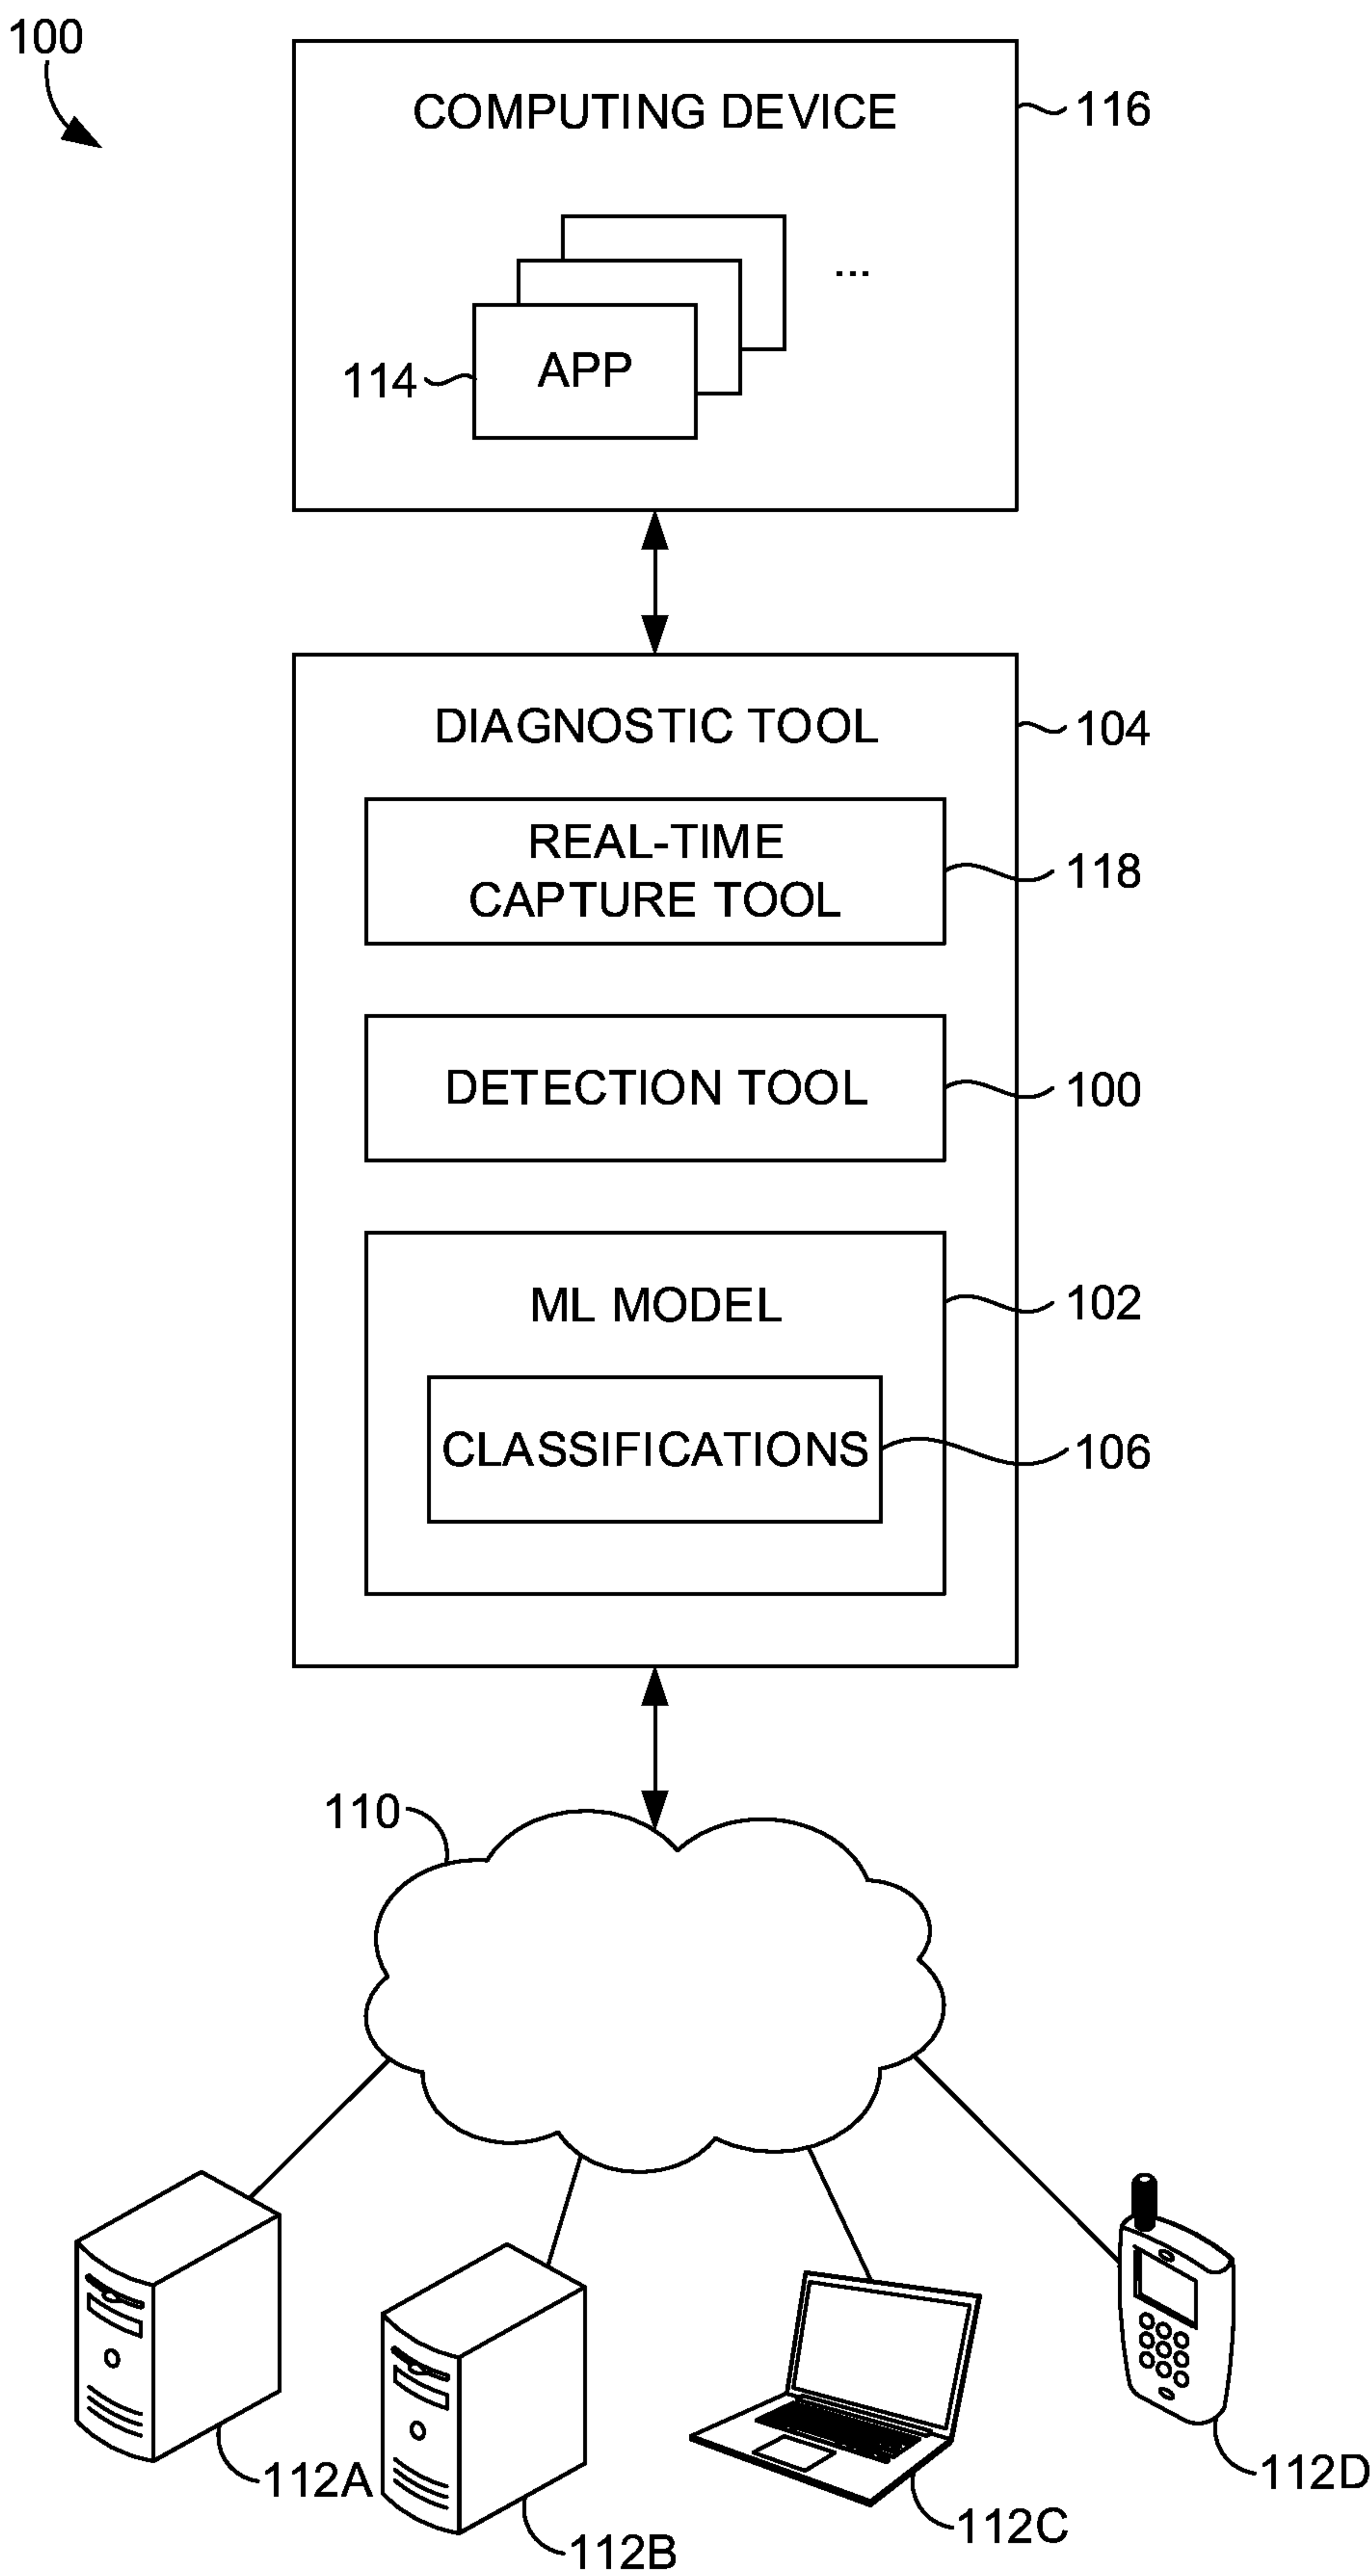 100
COMPUTING DEVICE
116
...
APP
114
DIAGNOSTIC TOOL
104
REAL-TIME
CAPTURE TOOL
118
DETECTION TOOL
100
ML MODEL
102
CLASSIFICATIONS
106
110
112A
112B
112C
112D